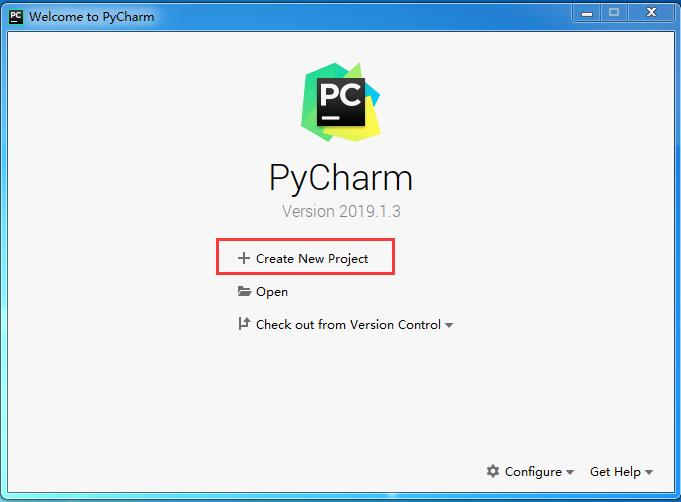 Welcome to PyCharm
PC
PyCharm
Version 2019.1.3
Create New Project
Open
Check out from Version Control
Configure Get Help